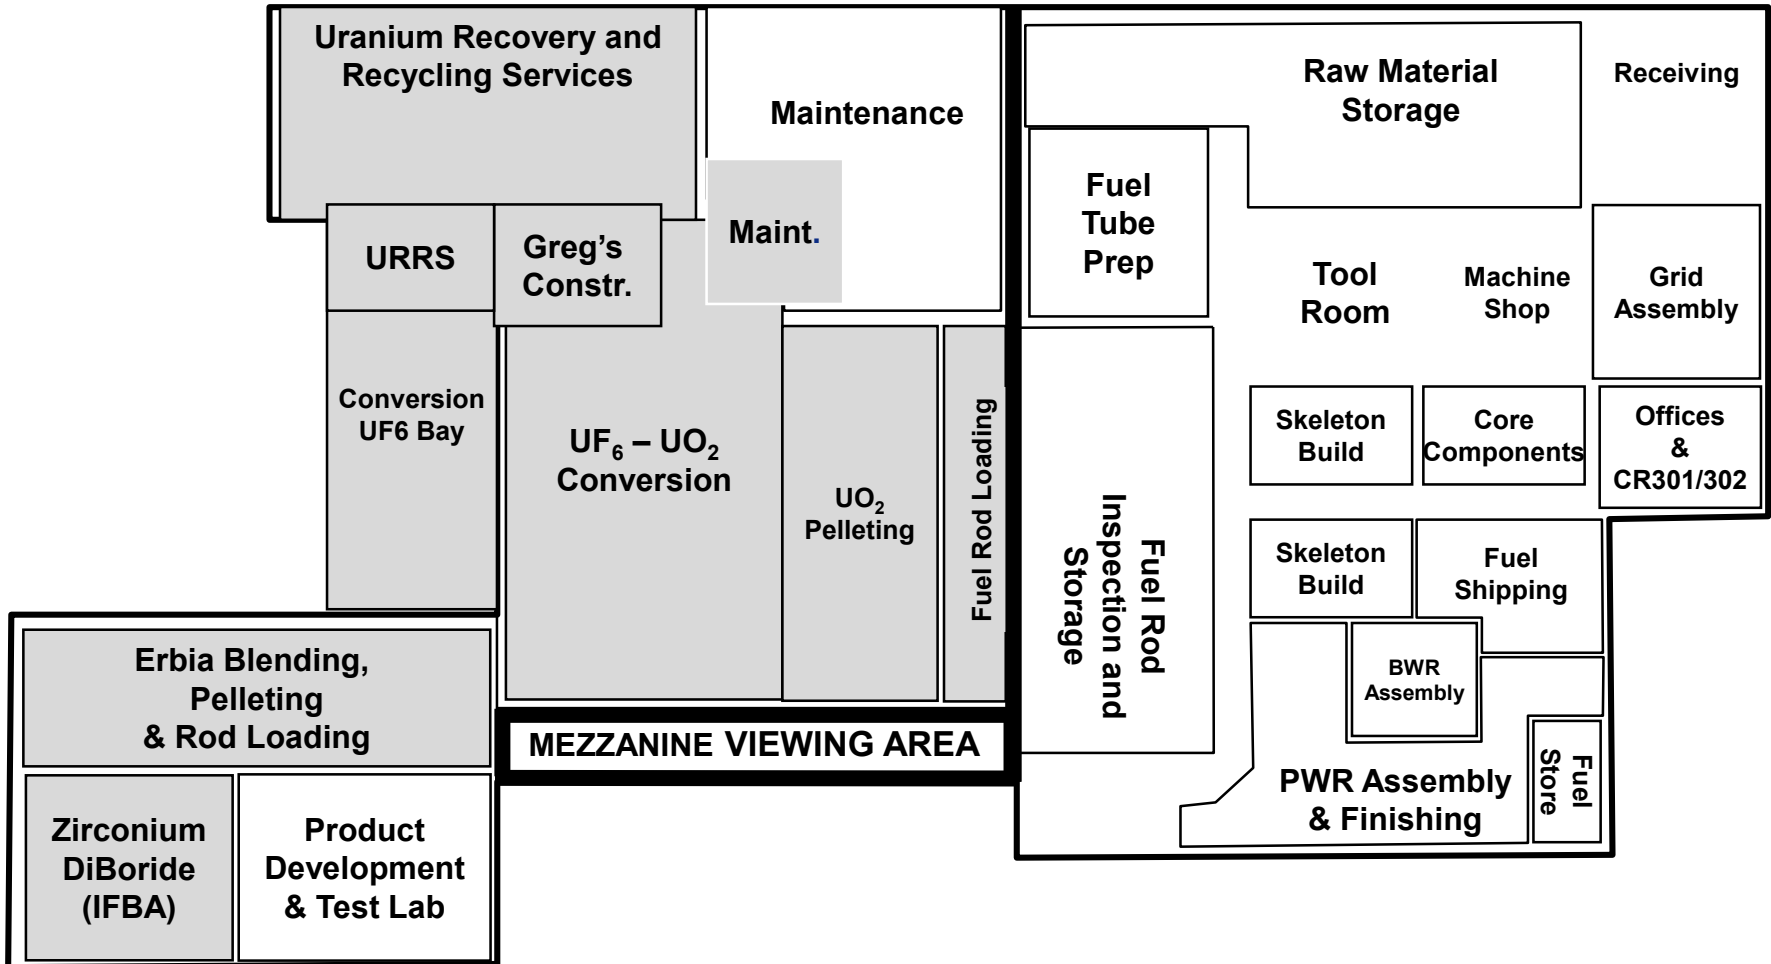 Uranium Recovery and
Recycling Services
Maintenance
Raw Material
Storage
Receiving
Fuel
Tube
Prep
Maint.
URRS
Greg’s
Constr.
Tool
Room
Machine
Shop
Grid
Assembly
Conversion
UF6 Bay
UF₆ – UO₂
Conversion
UO₂
Pelleting
Fuel Rod Loading
Fuel Rod
Inspection and
Storage
Skeleton
Build
Core
Components
Offices
&
CR301/302
Skeleton
Build
Fuel
Shipping
BWR
Assembly
Erbia Blending,
Pelleting
& Rod Loading
MEZZANINE VIEWING AREA
PWR Assembly
& Finishing
Fuel
Store
Zirconium
DiBoride
(IFBA)
Product
Development
& Test Lab